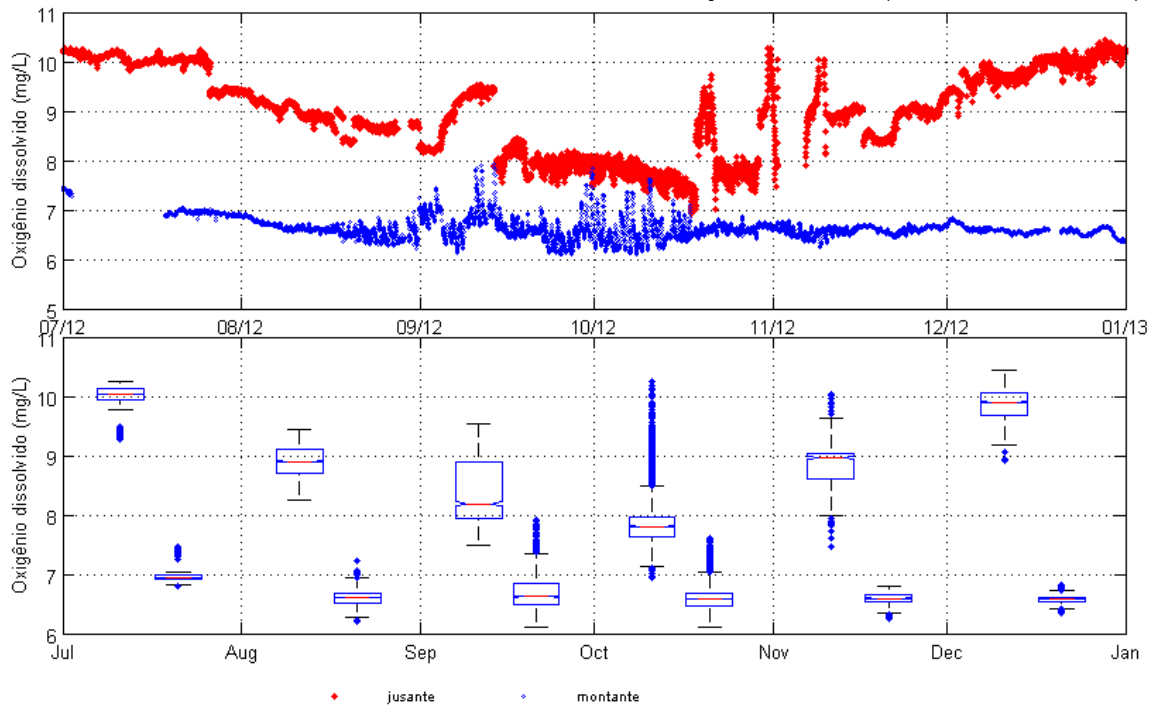 11
10
9
8
7
6
5
Oxigênio dissolvido (mg/L)
07/12 08/12 09/12 10/12 11/12 12/12 01/13
11
10
9
8
7
6
Oxigênio dissolvido (mg/L)
Jul Aug Sep Oct Nov Dec Jan
jusante montante